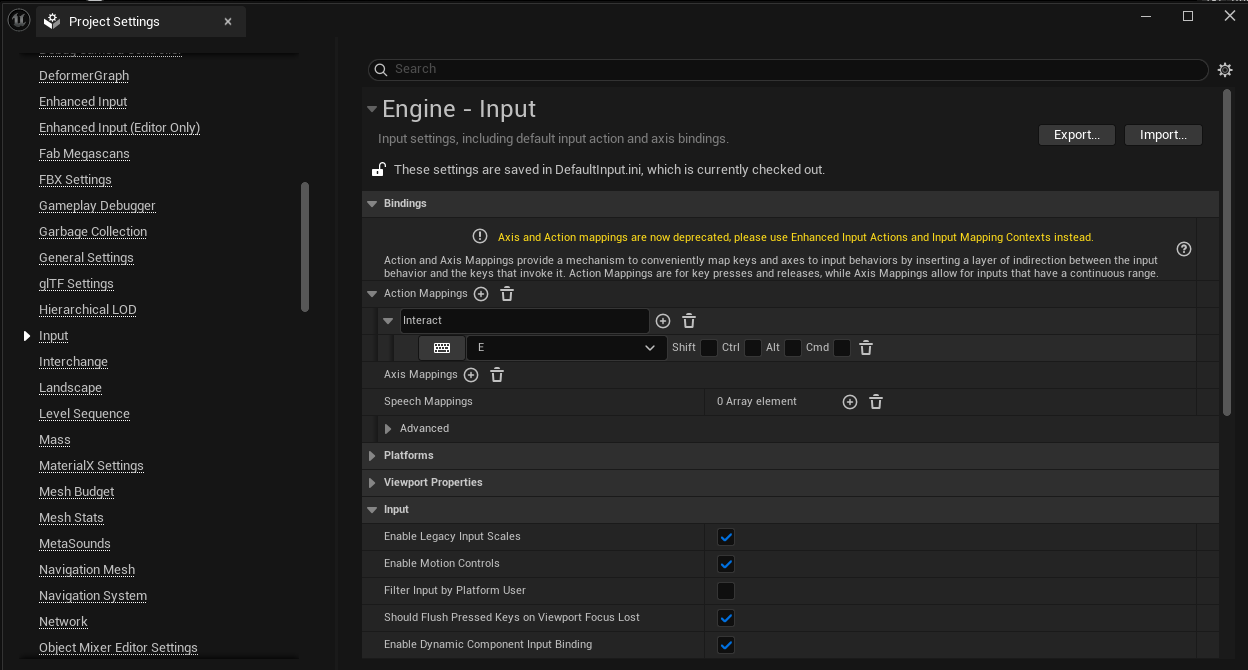 Project Settings
DeformerGraph
Enhanced Input
Enhanced Input (Editor Only)
Fab Megascans
FBX Settings
Gameplay Debugger
Garbage Collection
General Settings
glTF Settings
Hierarchical LOD
Input
Interchange
Landscape
Level Sequence
Mass
MaterialX Settings
Mesh Budget
Mesh Stats
MetaSounds
Navigation Mesh
Navigation System
Network
Object Mixer Editor Settings
Search
Engine - Input
Input settings, including default input action and axis bindings.
Export...
Import...
These settings are saved in DefaultInput.ini, which is currently checked out.
Bindings
Axis and Action mappings are now deprecated, please use Enhanced Input Actions and Input Mapping Contexts instead.
Action and Axis Mappings provide a mechanism to conveniently map keys and axes to input behaviors by inserting a layer of indirection between the input
behavior and the keys that invoke it. Action Mappings are for key presses and releases, while Axis Mappings allow for inputs that have a continuous range.
Action Mappings
Interact
E Shift Ctrl Alt Cmd
Axis Mappings
Speech Mappings 0 Array element
Advanced
Platforms
Viewport Properties
Input
Enable Legacy Input Scales
Enable Motion Controls
Filter Input by Platform User
Should Flush Pressed Keys on Viewport Focus Lost
Enable Dynamic Component Input Binding